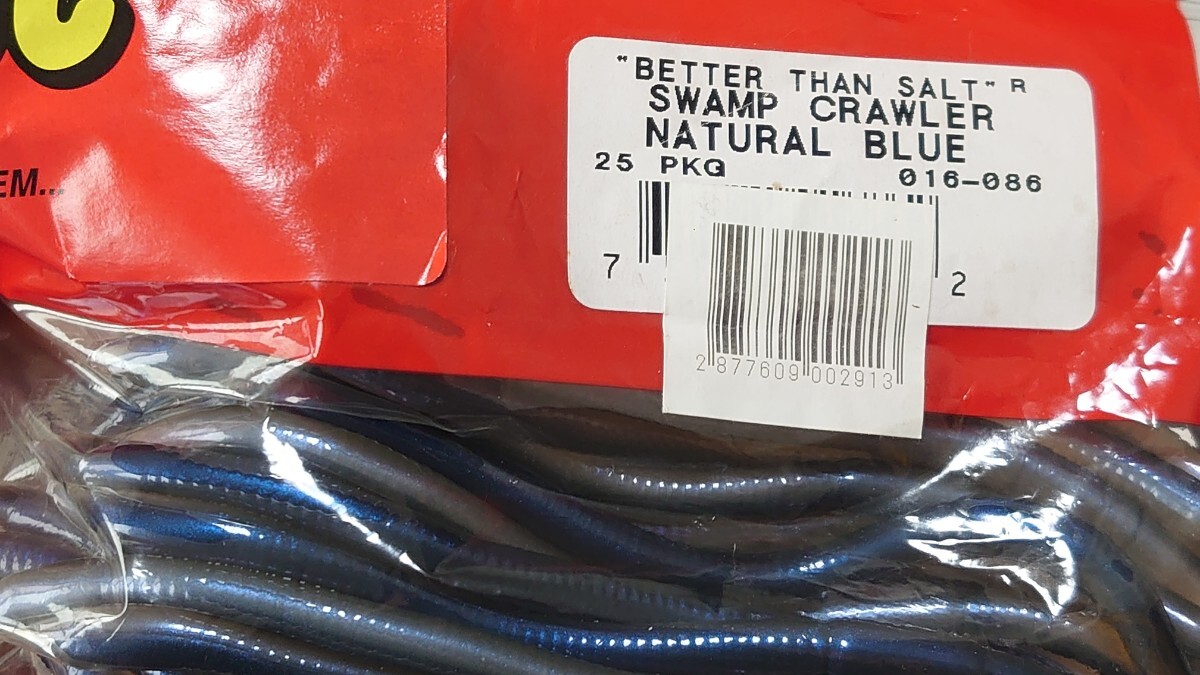 EM...
"BETTER THAN SALT" R
SWAMP CRAWLER
NATURAL BLUE
25 PKG 016-086
7 2
2 877609 002913